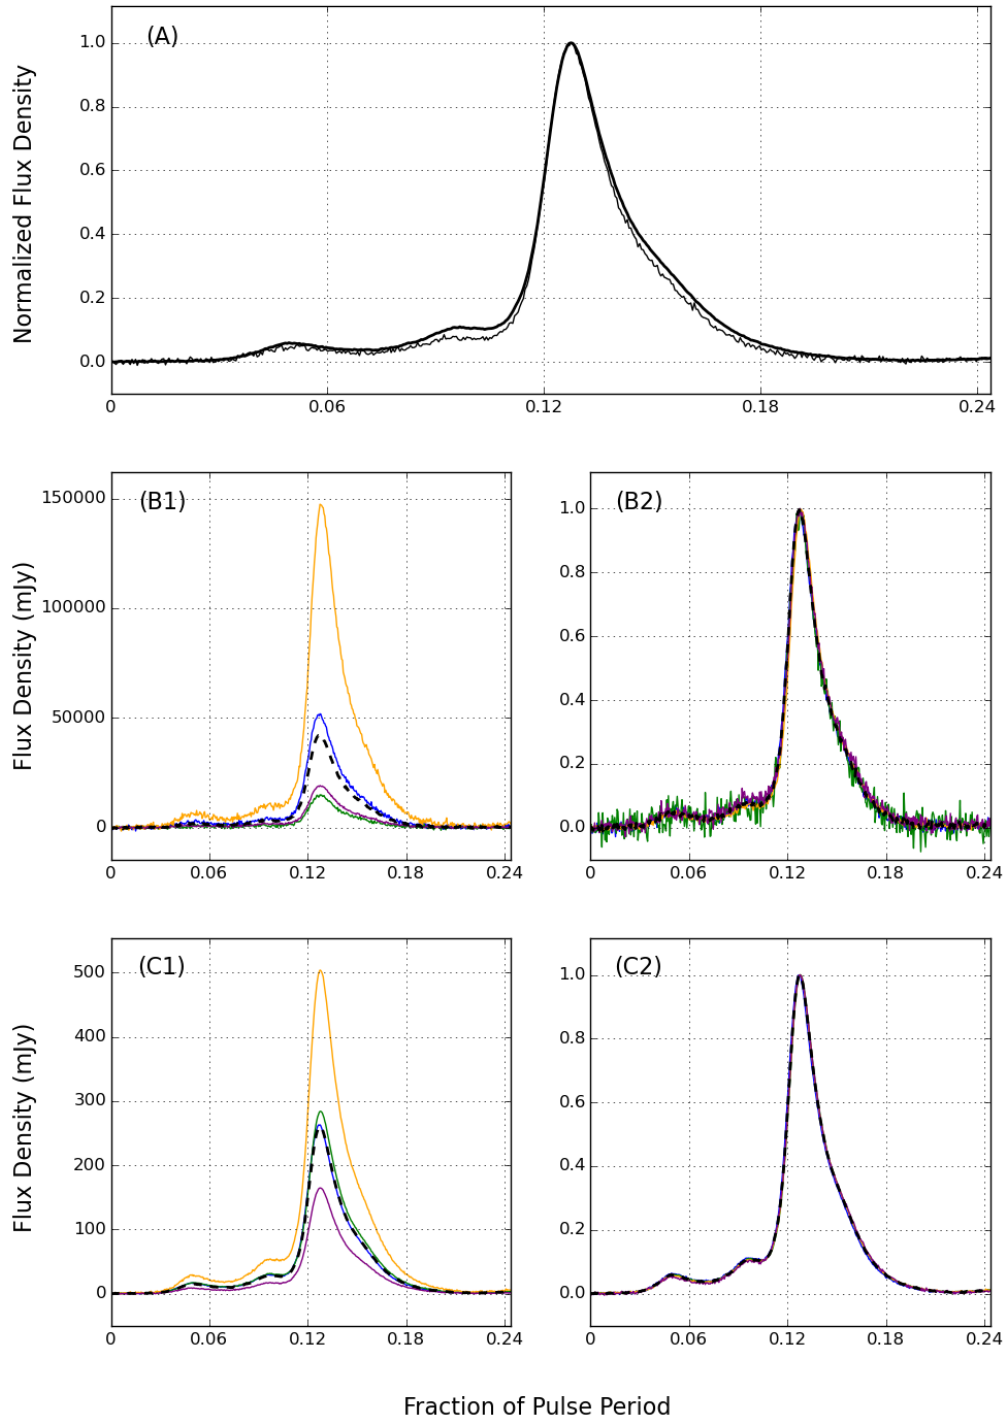 (A)
Normalized Flux Density
1.0
0.8
0.6
0.4
0.2
0.0
0 0.06 0.12 0.18 0.24
(B1)
Flux Density (mJy)
150000
100000
50000
0
0 0.06 0.12 0.18 0.24
(B2)
1.0
0.8
0.6
0.4
0.2
0.0
0 0.06 0.12 0.18 0.24
(C1)
Flux Density (mJy)
500
400
300
200
100
0
0 0.06 0.12 0.18 0.24
(C2)
1.0
0.8
0.6
0.4
0.2
0.0
0 0.06 0.12 0.18 0.24
Fraction of Pulse Period